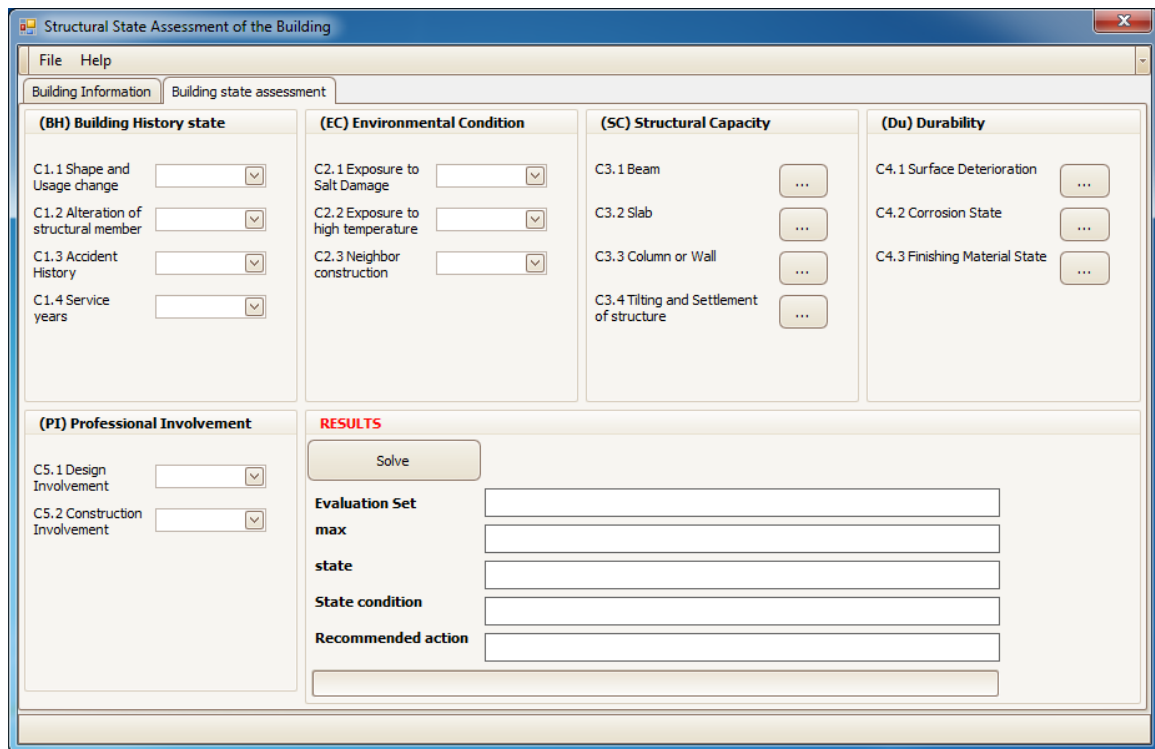 Structural State Assessment of the Building
File Help
Building Information
Building state assessment
(BH) Building History state
C1.1 Shape and
Usage change
C1.2 Alteration of
structural member
C1.3 Accident
History
C1.4 Service
years
(EC) Environmental Condition
C2.1 Exposure to
Salt Damage
C2.2 Exposure to
high temperature
C2.3 Neighbor
construction
(SC) Structural Capacity
C3.1 Beam
...
C3.2 Slab
...
C3.3 Column or Wall
...
C3.4 Tilting and Settlement
of structure
...
(Du) Durability
C4.1 Surface Deterioration
...
C4.2 Corrosion State
...
C4.3 Finishing Material State
...
(PI) Professional Involvement
C5.1 Design
Involvement
C5.2 Construction
Involvement
RESULTS
Solve
Evaluation Set
max
state
State condition
Recommended action